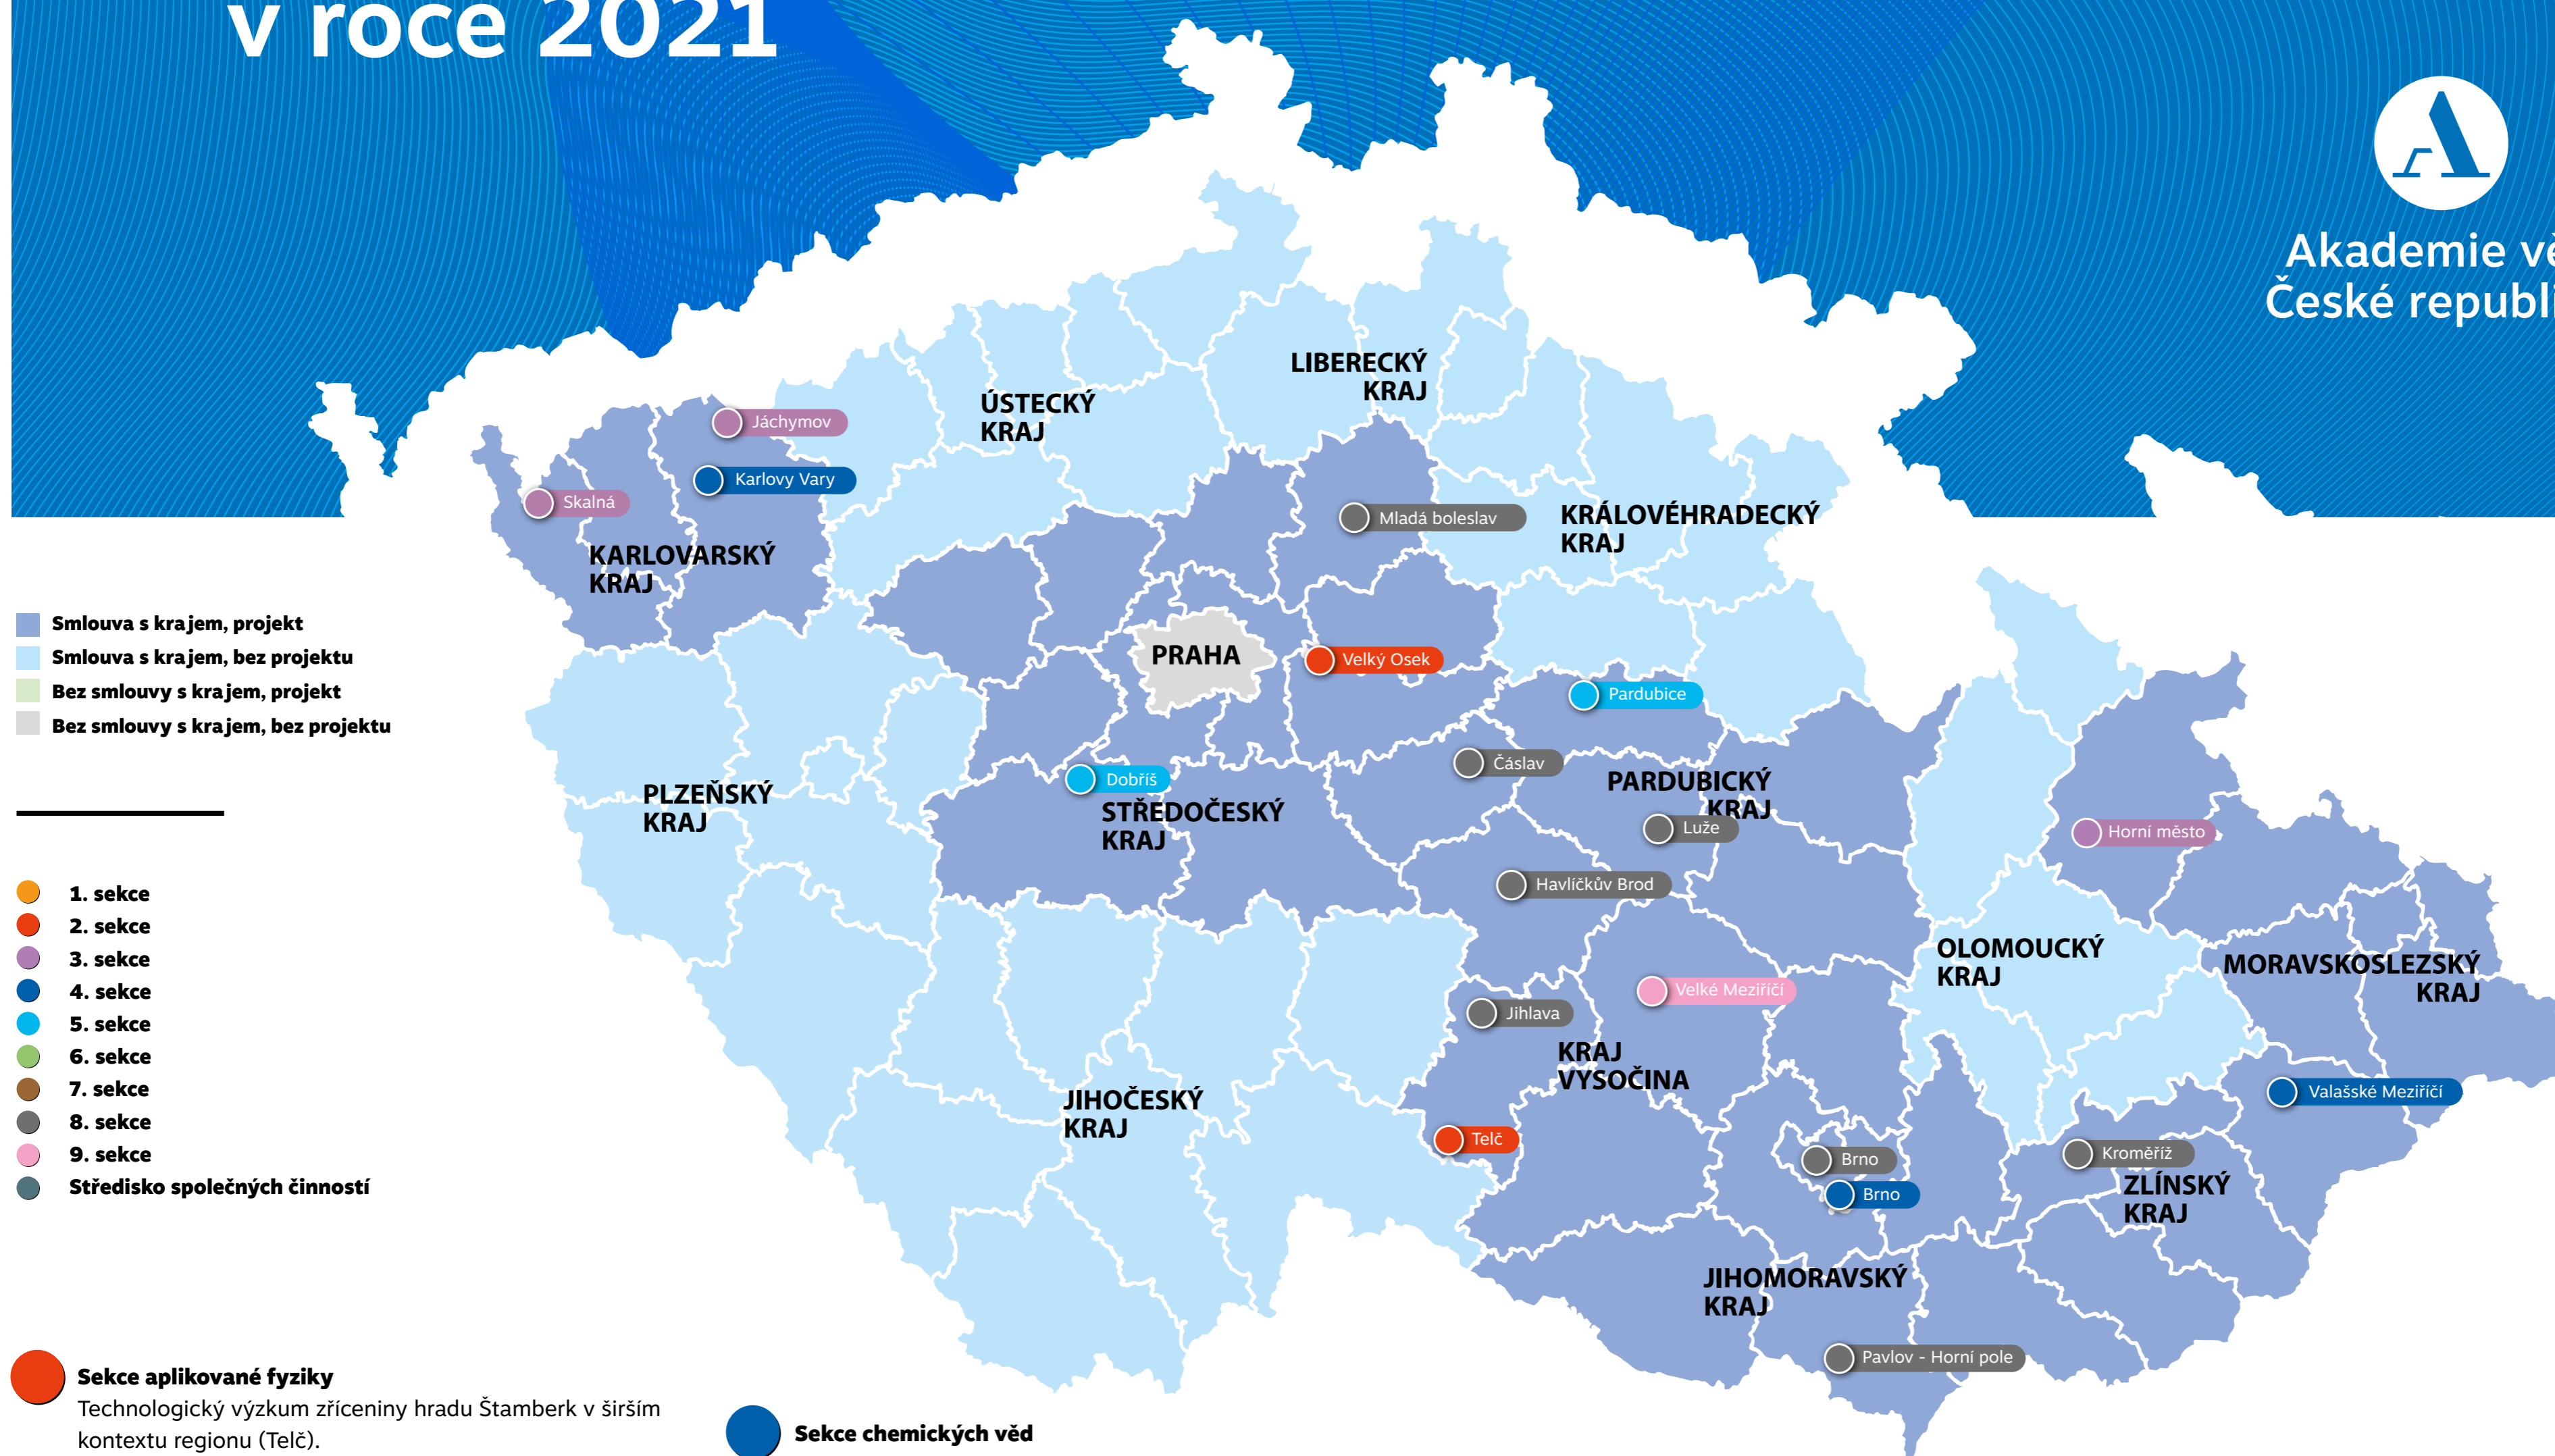 v roce 2021
Akademie
České
LIBERECKÝ
KRAJ
ÚSTECKÝ
KRAJ
Jáchymov
Karlovy Vary
Skalná
Mladá boleslav
KRÁLOVÉHRADECKÝ
KRAJ
KARLOVARSKÝ
KRAJ
Smlouva s krajem, projekt
Smlouva s krajem, bez projektu
Bez smlouvy s krajem, projekt
Bez smlouvy s krajem, bez projektu
PRAHA
Velký Osek
Pardubice
Čáslav
Dobříš
PARDUBICKÝ
KRAJ
PLZEŇSKÝ
KRAJ
STŘEDOČESKÝ
KRAJ
Luže
Horní město
Havlíčkův Brod
1. sekce
2. sekce
3. sekce
4. sekce
5. sekce
6. sekce
7. sekce
8. sekce
9. sekce
Středisko společných činností
OLOMOUCKÝ
KRAJ
MORAVSKOSLEZSKÝ
KRAJ
Velké Meziříčí
Jihlava
KRAJ
VYSOČINA
JIHOČESKÝ
KRAJ
Valašské Meziříčí
Telč
Brno
Kroměříž
Brno
ZLÍNSKÝ
KRAJ
JIHOMORAVSKÝ
KRAJ
Pavlov - Horní pole
Sekce aplikované fyziky
Technologický výzkum zříceniny hradu Štamberk v širším
kontextu regionu (Telč).
Sekce chemických věd